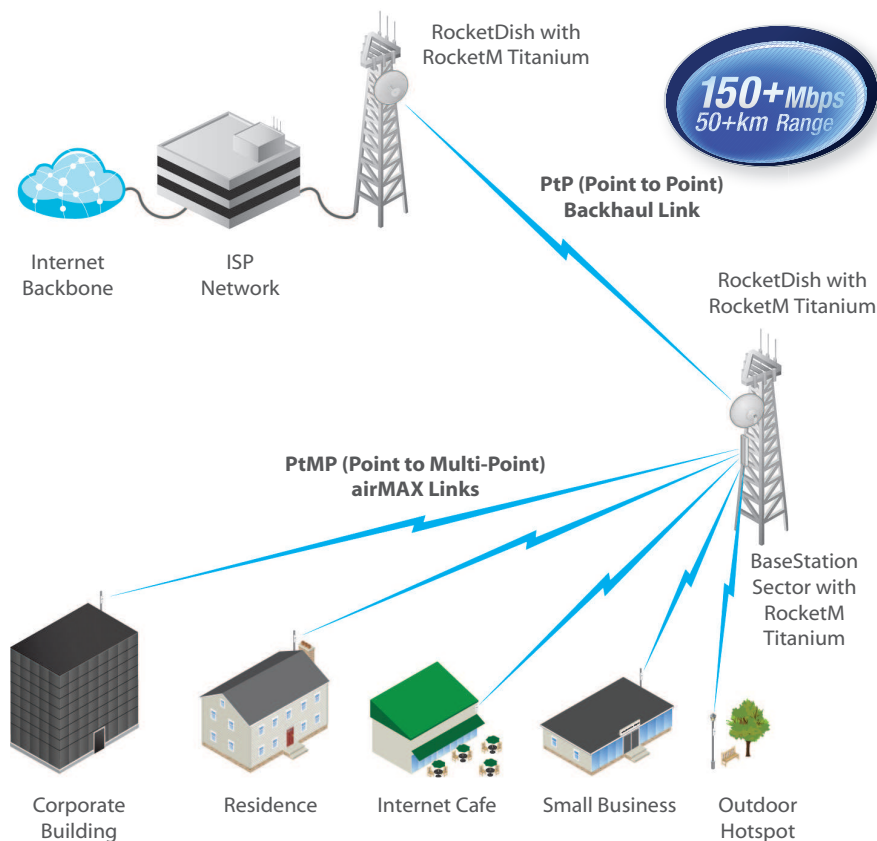 RocketDish with
RocketM Titanium
150+Mbps
50+km Range
PtP (Point to Point)
Backhaul Link
Internet
Backbone
ISP
Network
RocketDish with
RocketM Titanium
PtMP (Point to Multi-Point)
airMAX Links
BaseStation
Sector with
RocketM
Titanium
Corporate
Building
Residence
Internet Cafe
Small Business
Outdoor
Hotspot